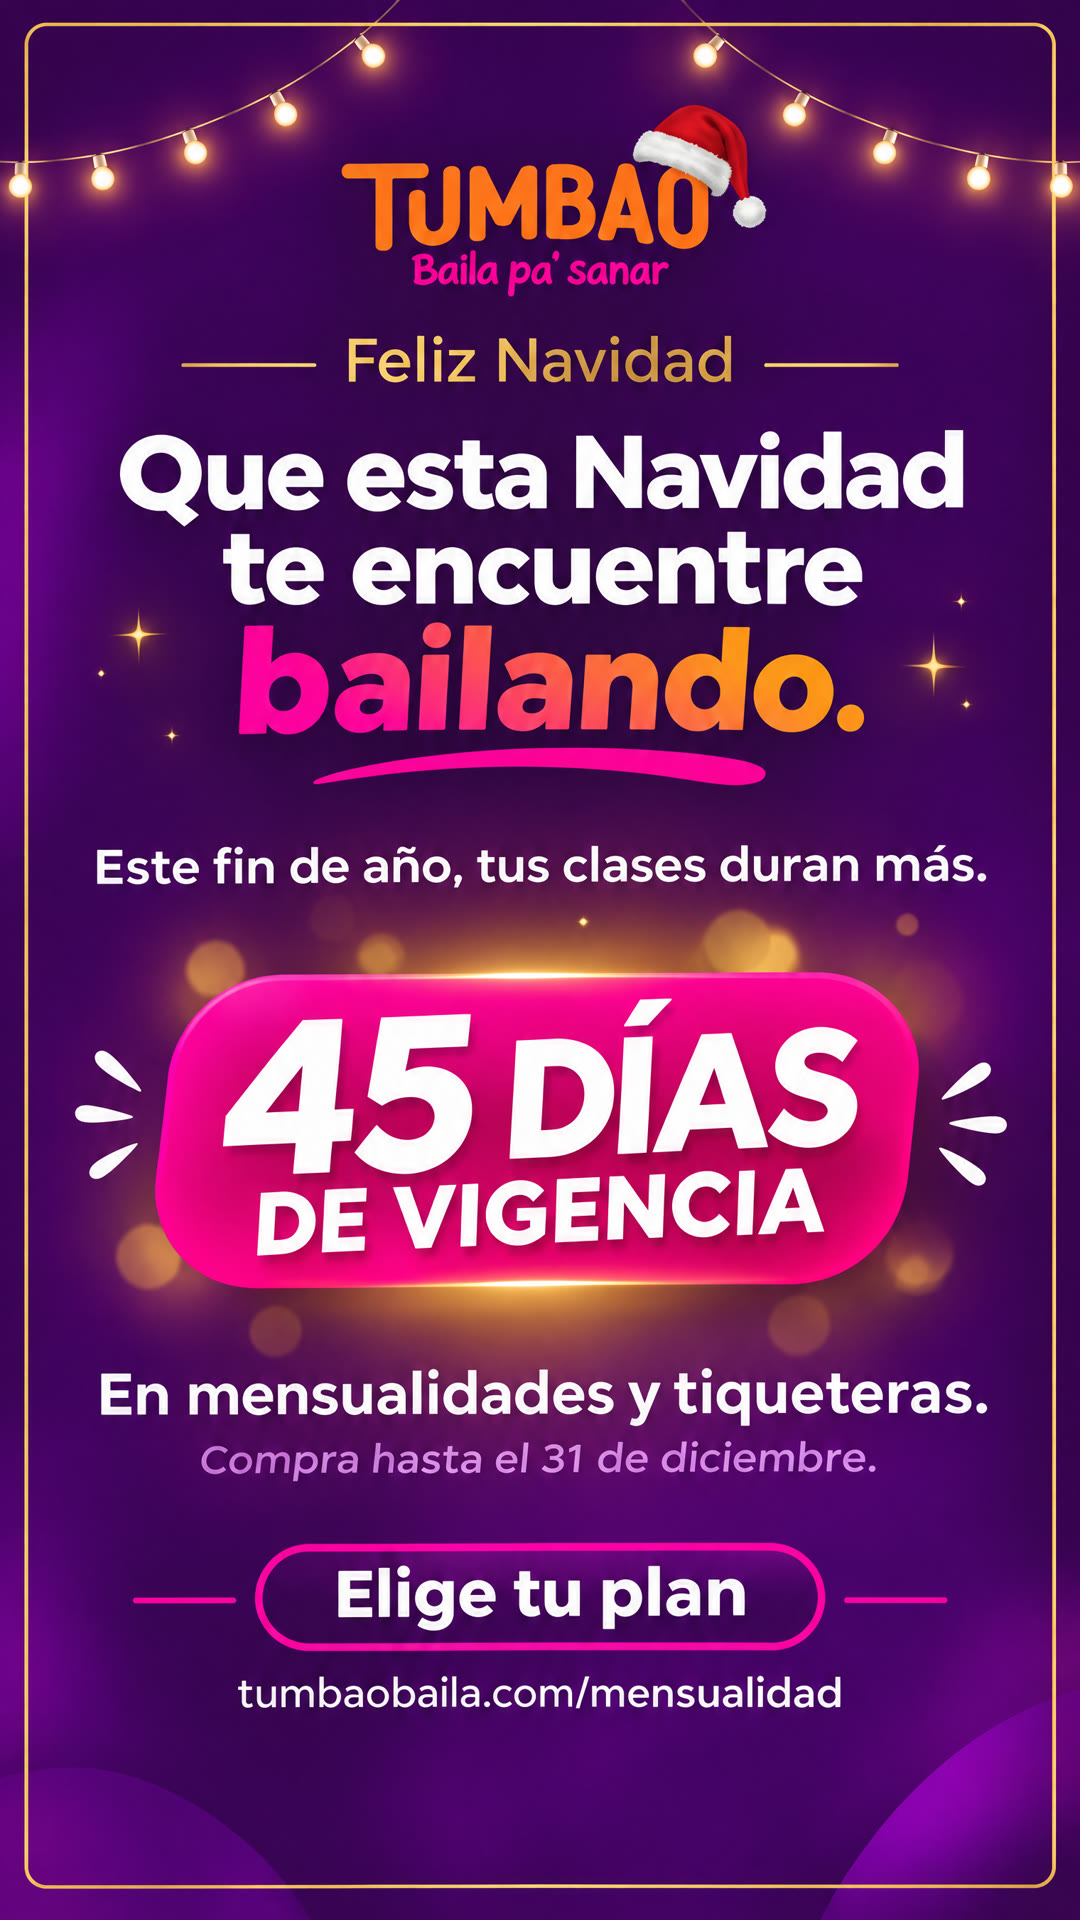 TUMBAO
Baila pa' sanar
Feliz Navidad
Que esta Navidad
te encuentre
bailando.
Este fin de año, tus clases duran más.
45 DÍAS
DE VIGENCIA
En mensualidades y tiqueteras.
Compra hasta el 31 de diciembre.
Elige tu plan
tumbaobaila.com/mensualidad